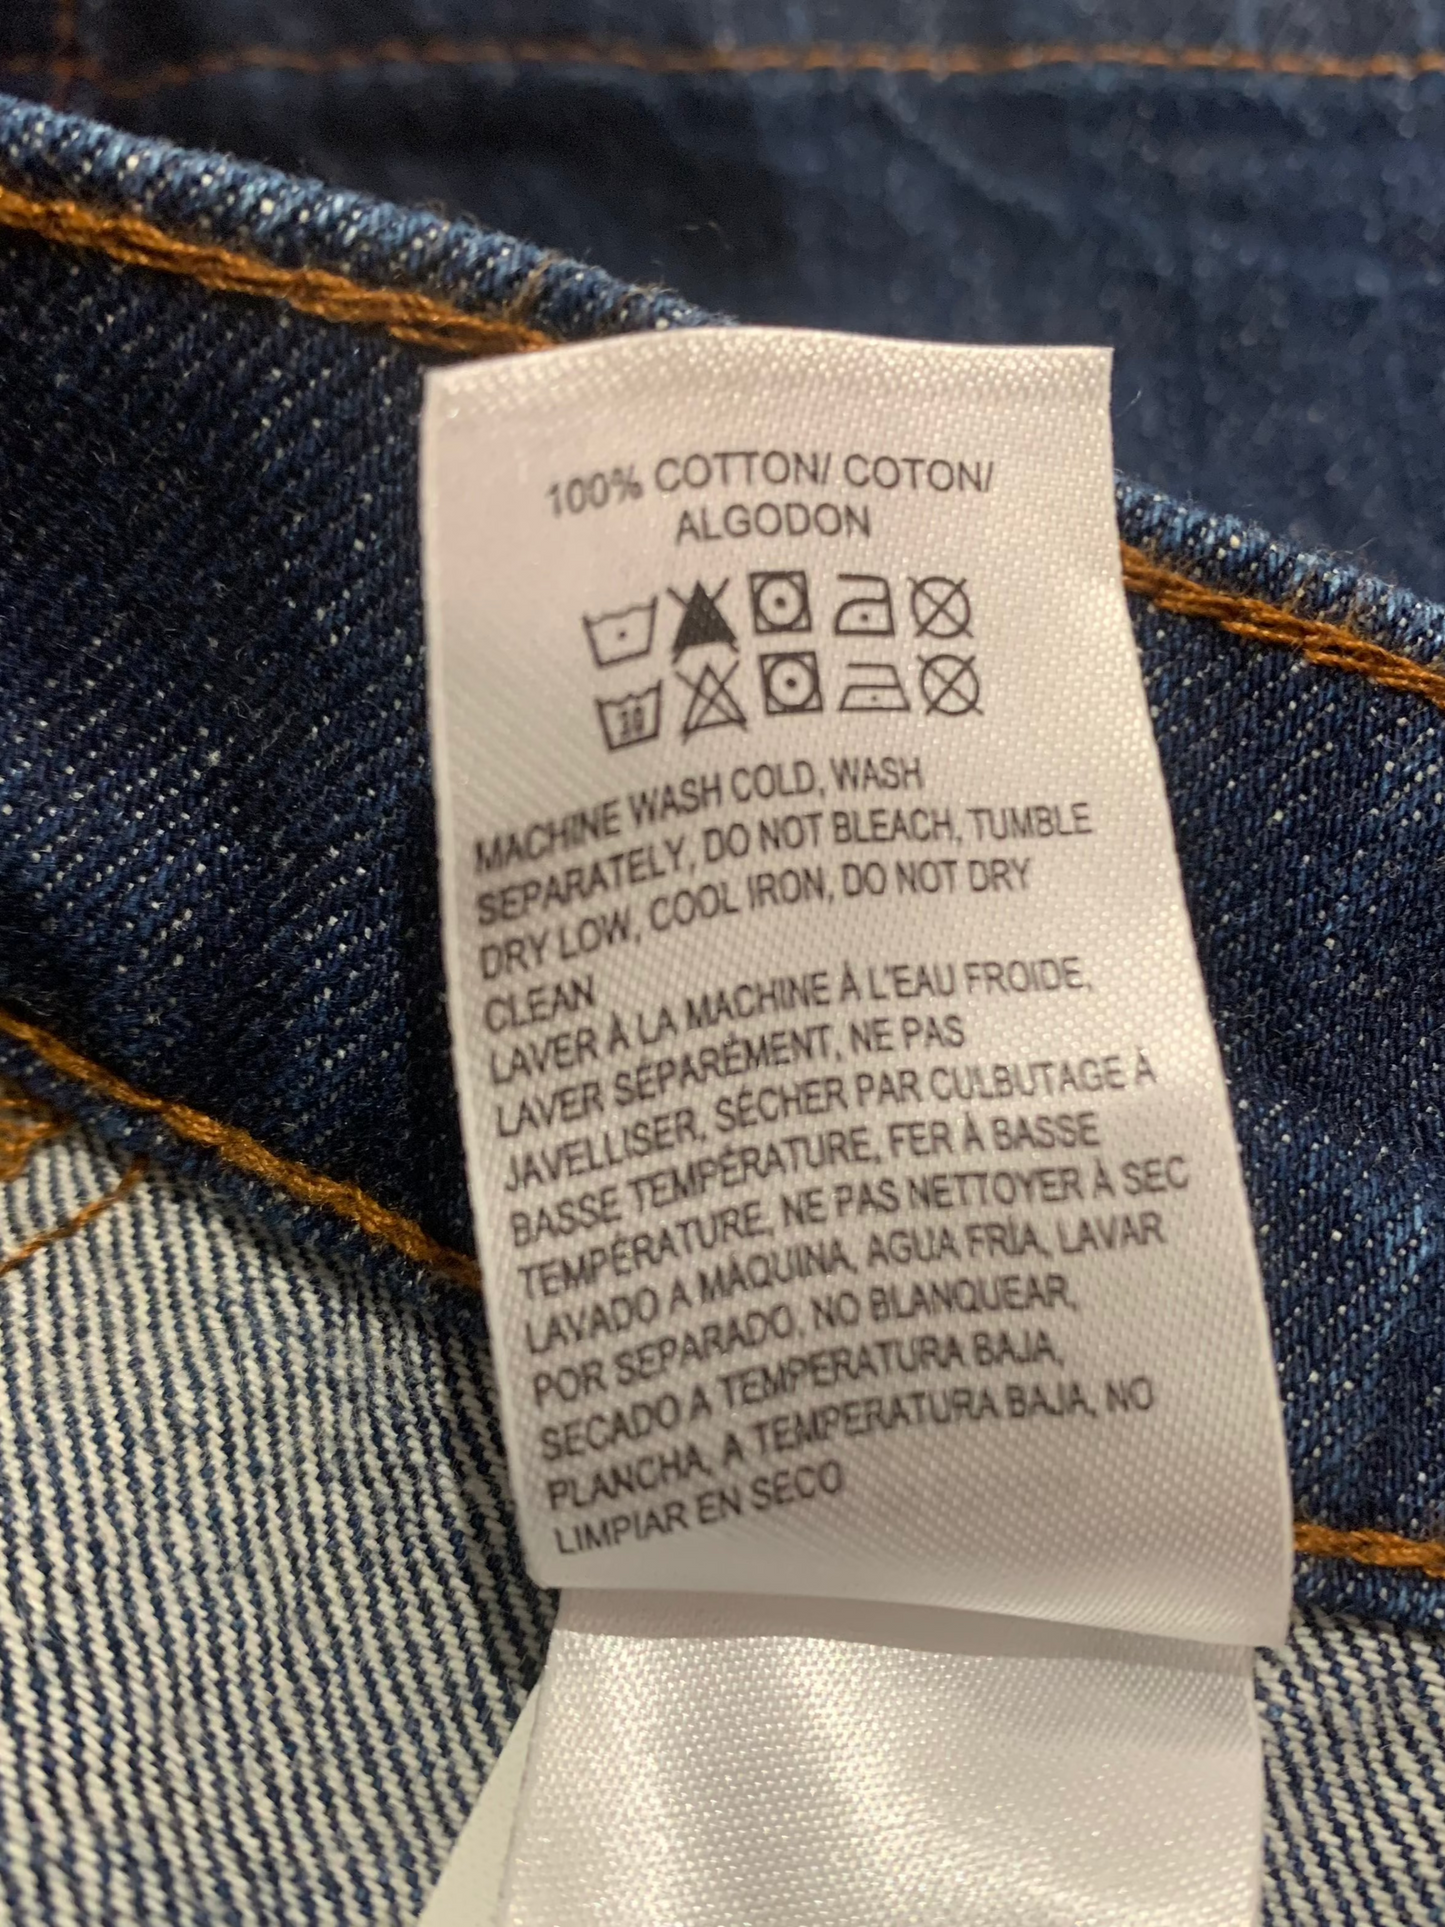 100% COTTON/ COTON/
ALGODON
30
MACHINE WASH COLD, WASH
SEPARATELY, DO NOT BLEACH, TUMBLE
DRY LOW, COOL IRON, DO NOT DRY
CLEAN
LAVER À LA MACHINE À L'EAU FROIDE,
LAVER SÉPARÉMENT, NE PAS
JAVELLISER, SÉCHER PAR CULBUTAGE À
BASSE TEMPÉRATURE, FER À BASSE
TEMPÉRATURE, NE PAS NETTOYER À SEC
LAVADO A MÁQUINA, AGUA FRÍA, LAVAR
POR SEPARADO, NO BLANQUEAR,
SECADO A TEMPERATURA BAJA,
PLANCHA, A TEMPERATURA BAJA, NO
LIMPIAR EN SECO